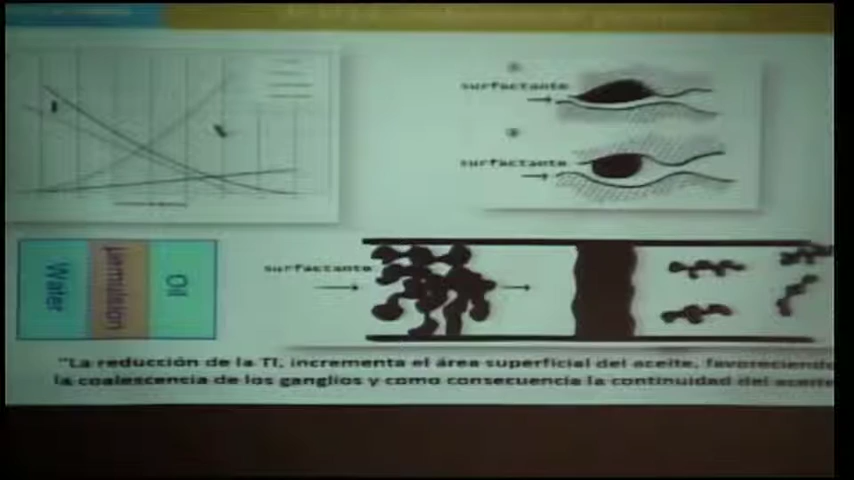 surfactante
surfactante
Water
μemulsion
Oil
surfactante
"La reducción de la TI, incrementa el área superficial del aceite, favoreciendo
la coalescencia de los ganglios y como consecuencia la continuidad del aceite